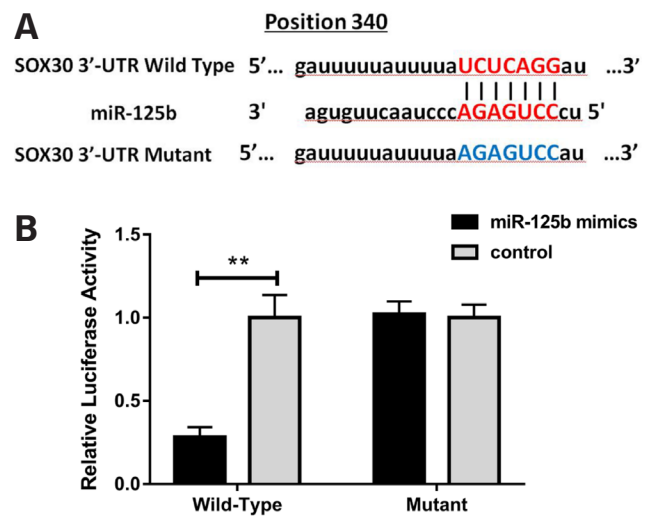 A
Position 340
SOX30 3'-UTR Wild Type 5'... gauuuuuauuuuaUCUCAGGau ...3'
miR-125b 3' aguguucaaucccAGAGUCCcu 5'
SOX30 3'-UTR Mutant 5'... gauuuuuauuuuaAGAGUCCau ...3'
B
miR-125b mimics
control
Relative Luciferase Activity
1.5
1.0
0.5
0.0
**
Wild-Type Mutant